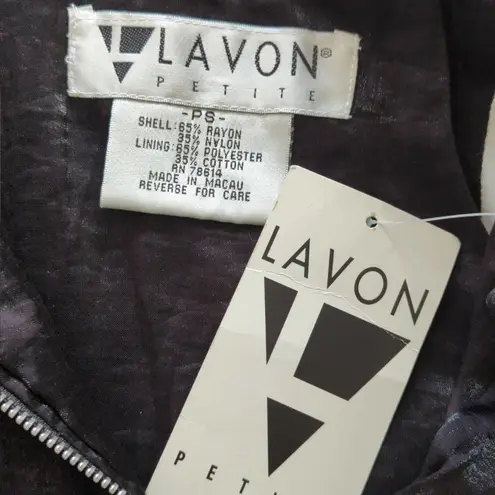 LAVON®
PETITE
-PS-
SHELL: 65% RAYON
35% NYLON
LINING: 65% POLYESTER
35% COTTON
RN 78614
MADE IN MACAU
REVERSE FOR CARE
LAVON
PETI